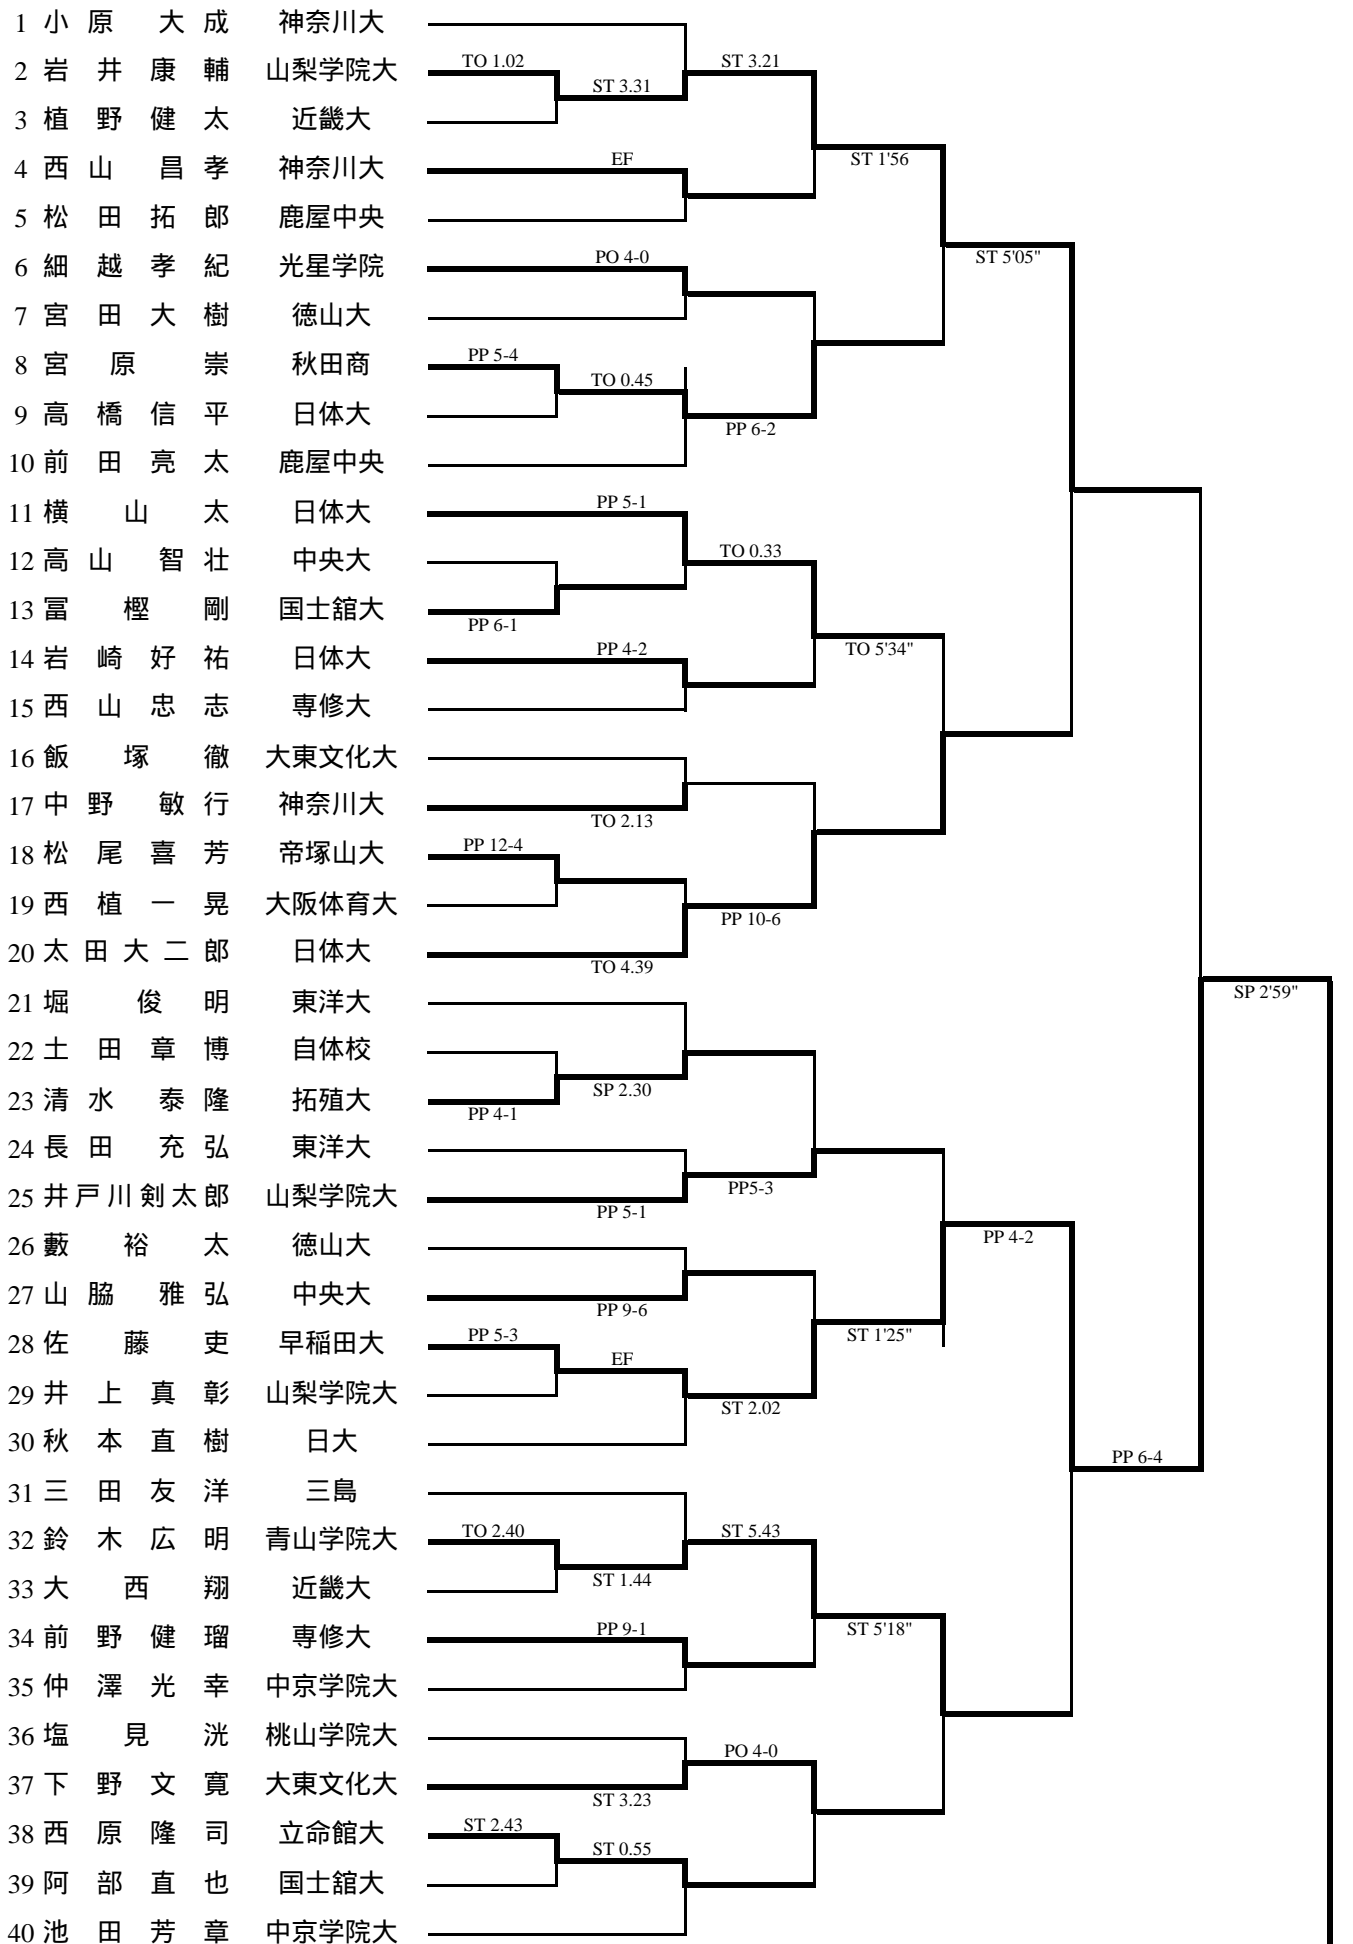 1 小原 大成 神奈川大
TO 1.02 ST 3.21
2 岩井康輔 山梨学院大
ST 3.31
3 植野健太 近畿大
EF ST 1'56
4 西山 昌孝 神奈川大
5 松田拓郎 鹿屋中央
PO 4-0 ST 5'05"
6 細越孝紀 光星学院
7 宮田大樹 徳山大
PP 5-4
8 宮原 崇 秋田商
TO 0.45
9 高橋信平 日体大
PP 6-2
10 前田亮太 鹿屋中央
PP 5-1
11 横山 太 日体大
TO 0.33
12 高山 智壮 中央大
13 冨樫 剛 国士舘大
PP 6-1
PP 4-2 TO 5'34"
14 岩崎好祐 日体大
15 西山忠志 専修大
16 飯塚 徹 大東文化大
17 中野 敏行 神奈川大
TO 2.13
PP 12-4
18 松尾喜芳 帝塚山大
19 西植一晃 大阪体育大
PP 10-6
20 太田大二郎 日体大
TO 4.39
SP 2'59"
21 堀 俊明 東洋大
22 土田章博 自体校
SP 2.30
23 清水 泰隆 拓殖大
PP 4-1
24 長田 充弘 東洋大
PP5-3
25 井戸川剣太郎 山梨学院大
PP 5-1
26 藪裕太 徳山大
PP 4-2
27 山脇 雅弘 中央大
PP 9-6
PP 5-3 ST 1'25"
28 佐藤 吏 早稲田大
EF
29 井上真彰 山梨学院大
ST 2.02
30 秋本直樹 日大
PP 6-4
31 三田友洋 三島
TO 2.40 ST 5.43
32 鈴木広明 青山学院大
ST 1.44
33 大西 翔 近畿大
PP 9-1 ST 5'18"
34 前野健瑠 専修大
35 仲澤光幸 中京学院大
36 塩見 洸 桃山学院大
PO 4-0
37 下野文寛 大東文化大
ST 3.23
ST 2.43
38 西原隆司 立命館大
ST 0.55
39 阿部直也 国士舘大
40 池田芳章 中京学院大